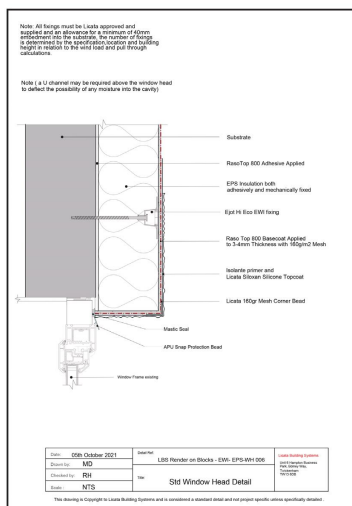 Note: All fixings must be Licata approved and
supplied and an allowance for a minimum of 40mm
embedment into the substrate, the number of fixings
is determined by the specification,location and building
height in relation to the wind load and pull through
calculations.
Note ( a U channel may be required above the window head
to deflect the possibility of any moisture into the cavity)
Substrate
RasoTop 800 Adhesive Applied
EPS Insulation both
adhesively and mechanically fixed
Ejot Hi Eco EWI fixing
Raso Top 800 Basecoat Applied
to 3-4mm Thickness with 160g/m2 Mesh
Isolante primer and
Licata Siloxan Silicone Topcoat
Licata 160gr Mesh Corner Bead
Mastic Seal
APU Snap Protection Bead
Window Frame existing
Date: 05th October 2021
Drawn by: MD
Checked by: RH
Scale: NTS
Detail Ref:
LBS Render on Blocks - EWI- EPS-WH 006
Title: Std Window Head Detail
Licata Building Systems
Unit 5 Hampton Business
Park, Bolney Way,
Twickenham
This drawing is Copyright to Licata Building Systems and is considered a standard detail and not project specific unless specifically detailed.